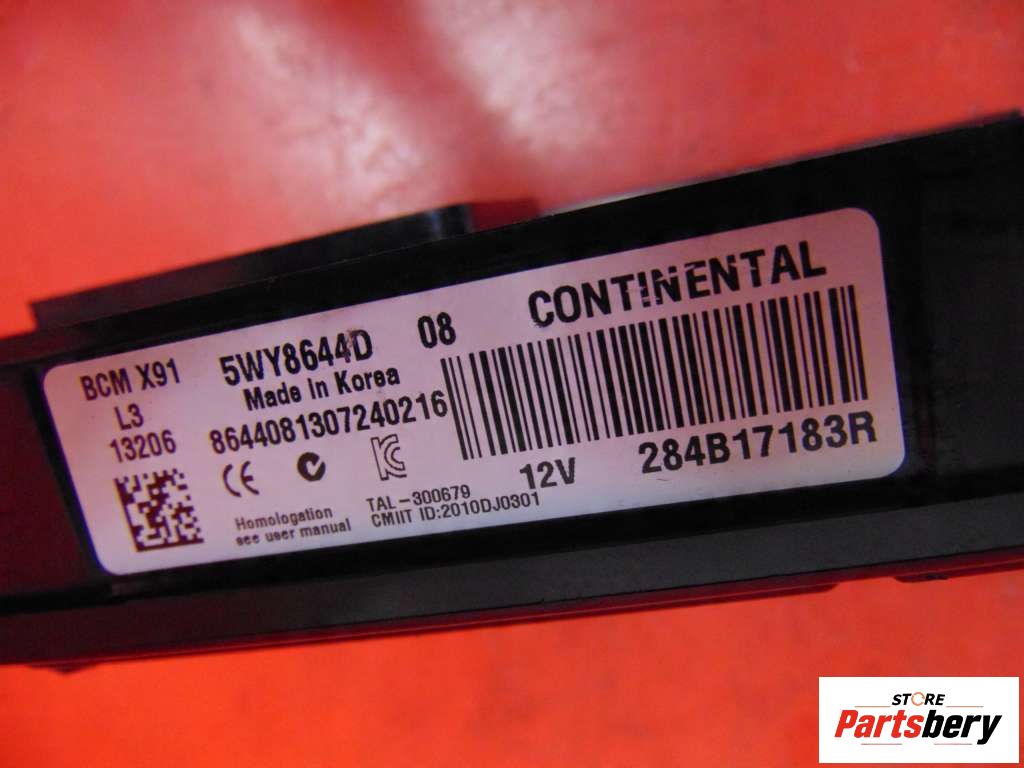 CONTINENTAL
BCM X91 5WY8644D 08
L3 Made in Korea
13206 8644081307240216
12V 284B17183R
TAL-300679
CMIIT ID:2010DJ0301
Homologation
see user manual
STORE
Partsbery